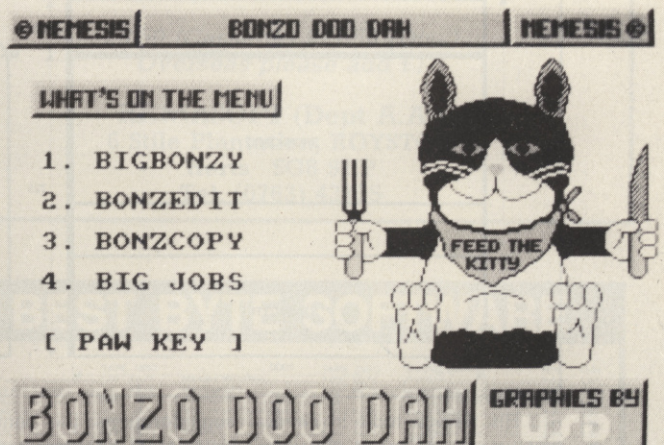 © NEMESIS BONZO DOO DAH NEMESIS ©
WHAT'S ON THE MENU
1. BIGBONZY
2. BONZEDIT
3. BONZCOPY
4. BIG JOBS
[ PAW KEY ]
FEED THE
KITTY
BONZO DOO DAH
GRAPHICS BY